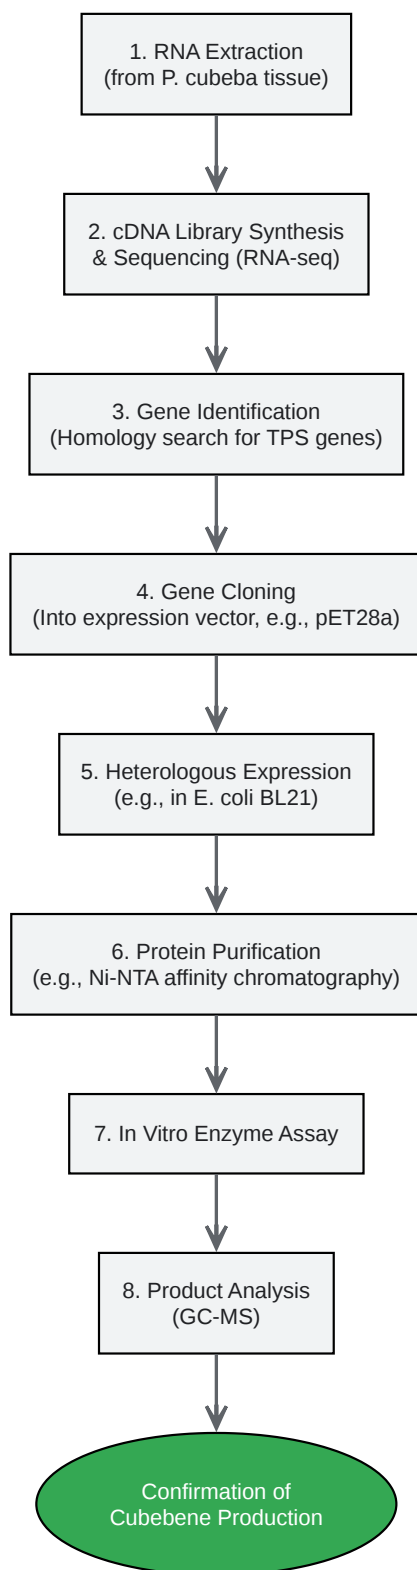 1. RNA Extraction
(from P. cubeba tissue)
2. cDNA Library Synthesis
& Sequencing (RNA-seq)
3. Gene Identification
(Homology search for TPS genes)
4. Gene Cloning
(Into expression vector, e.g., pET28a)
5. Heterologous Expression
(e.g., in E. coli BL21)
6. Protein Purification
(e.g., Ni-NTA affinity chromatography)
7. In Vitro Enzyme Assay
8. Product Analysis
(GC-MS)
Confirmation of
Cubebene Production